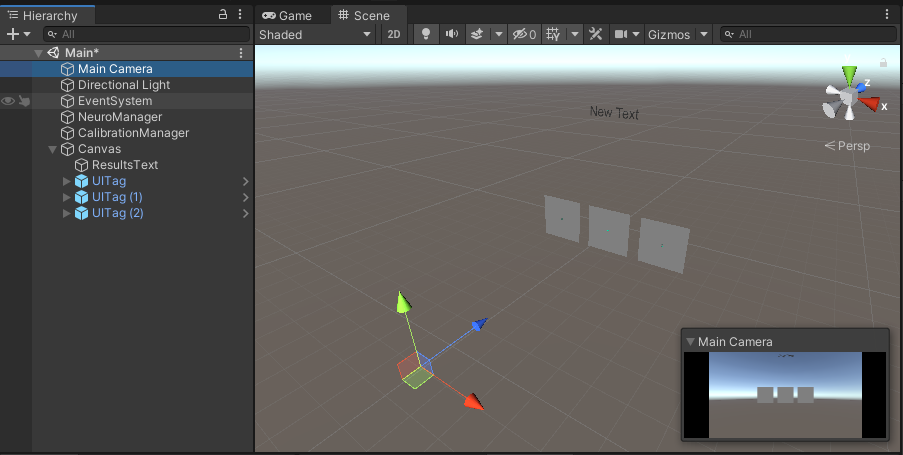 Hierarchy
All
Main*
Main Camera
Directional Light
EventSystem
NeuroManager
CalibrationManager
Canvas
ResultsText
UITag
UITag (1)
UITag (2)
Game
Scene
Shaded
2D
0
Gizmos
All
New Text
z
x
Persp
Main Camera